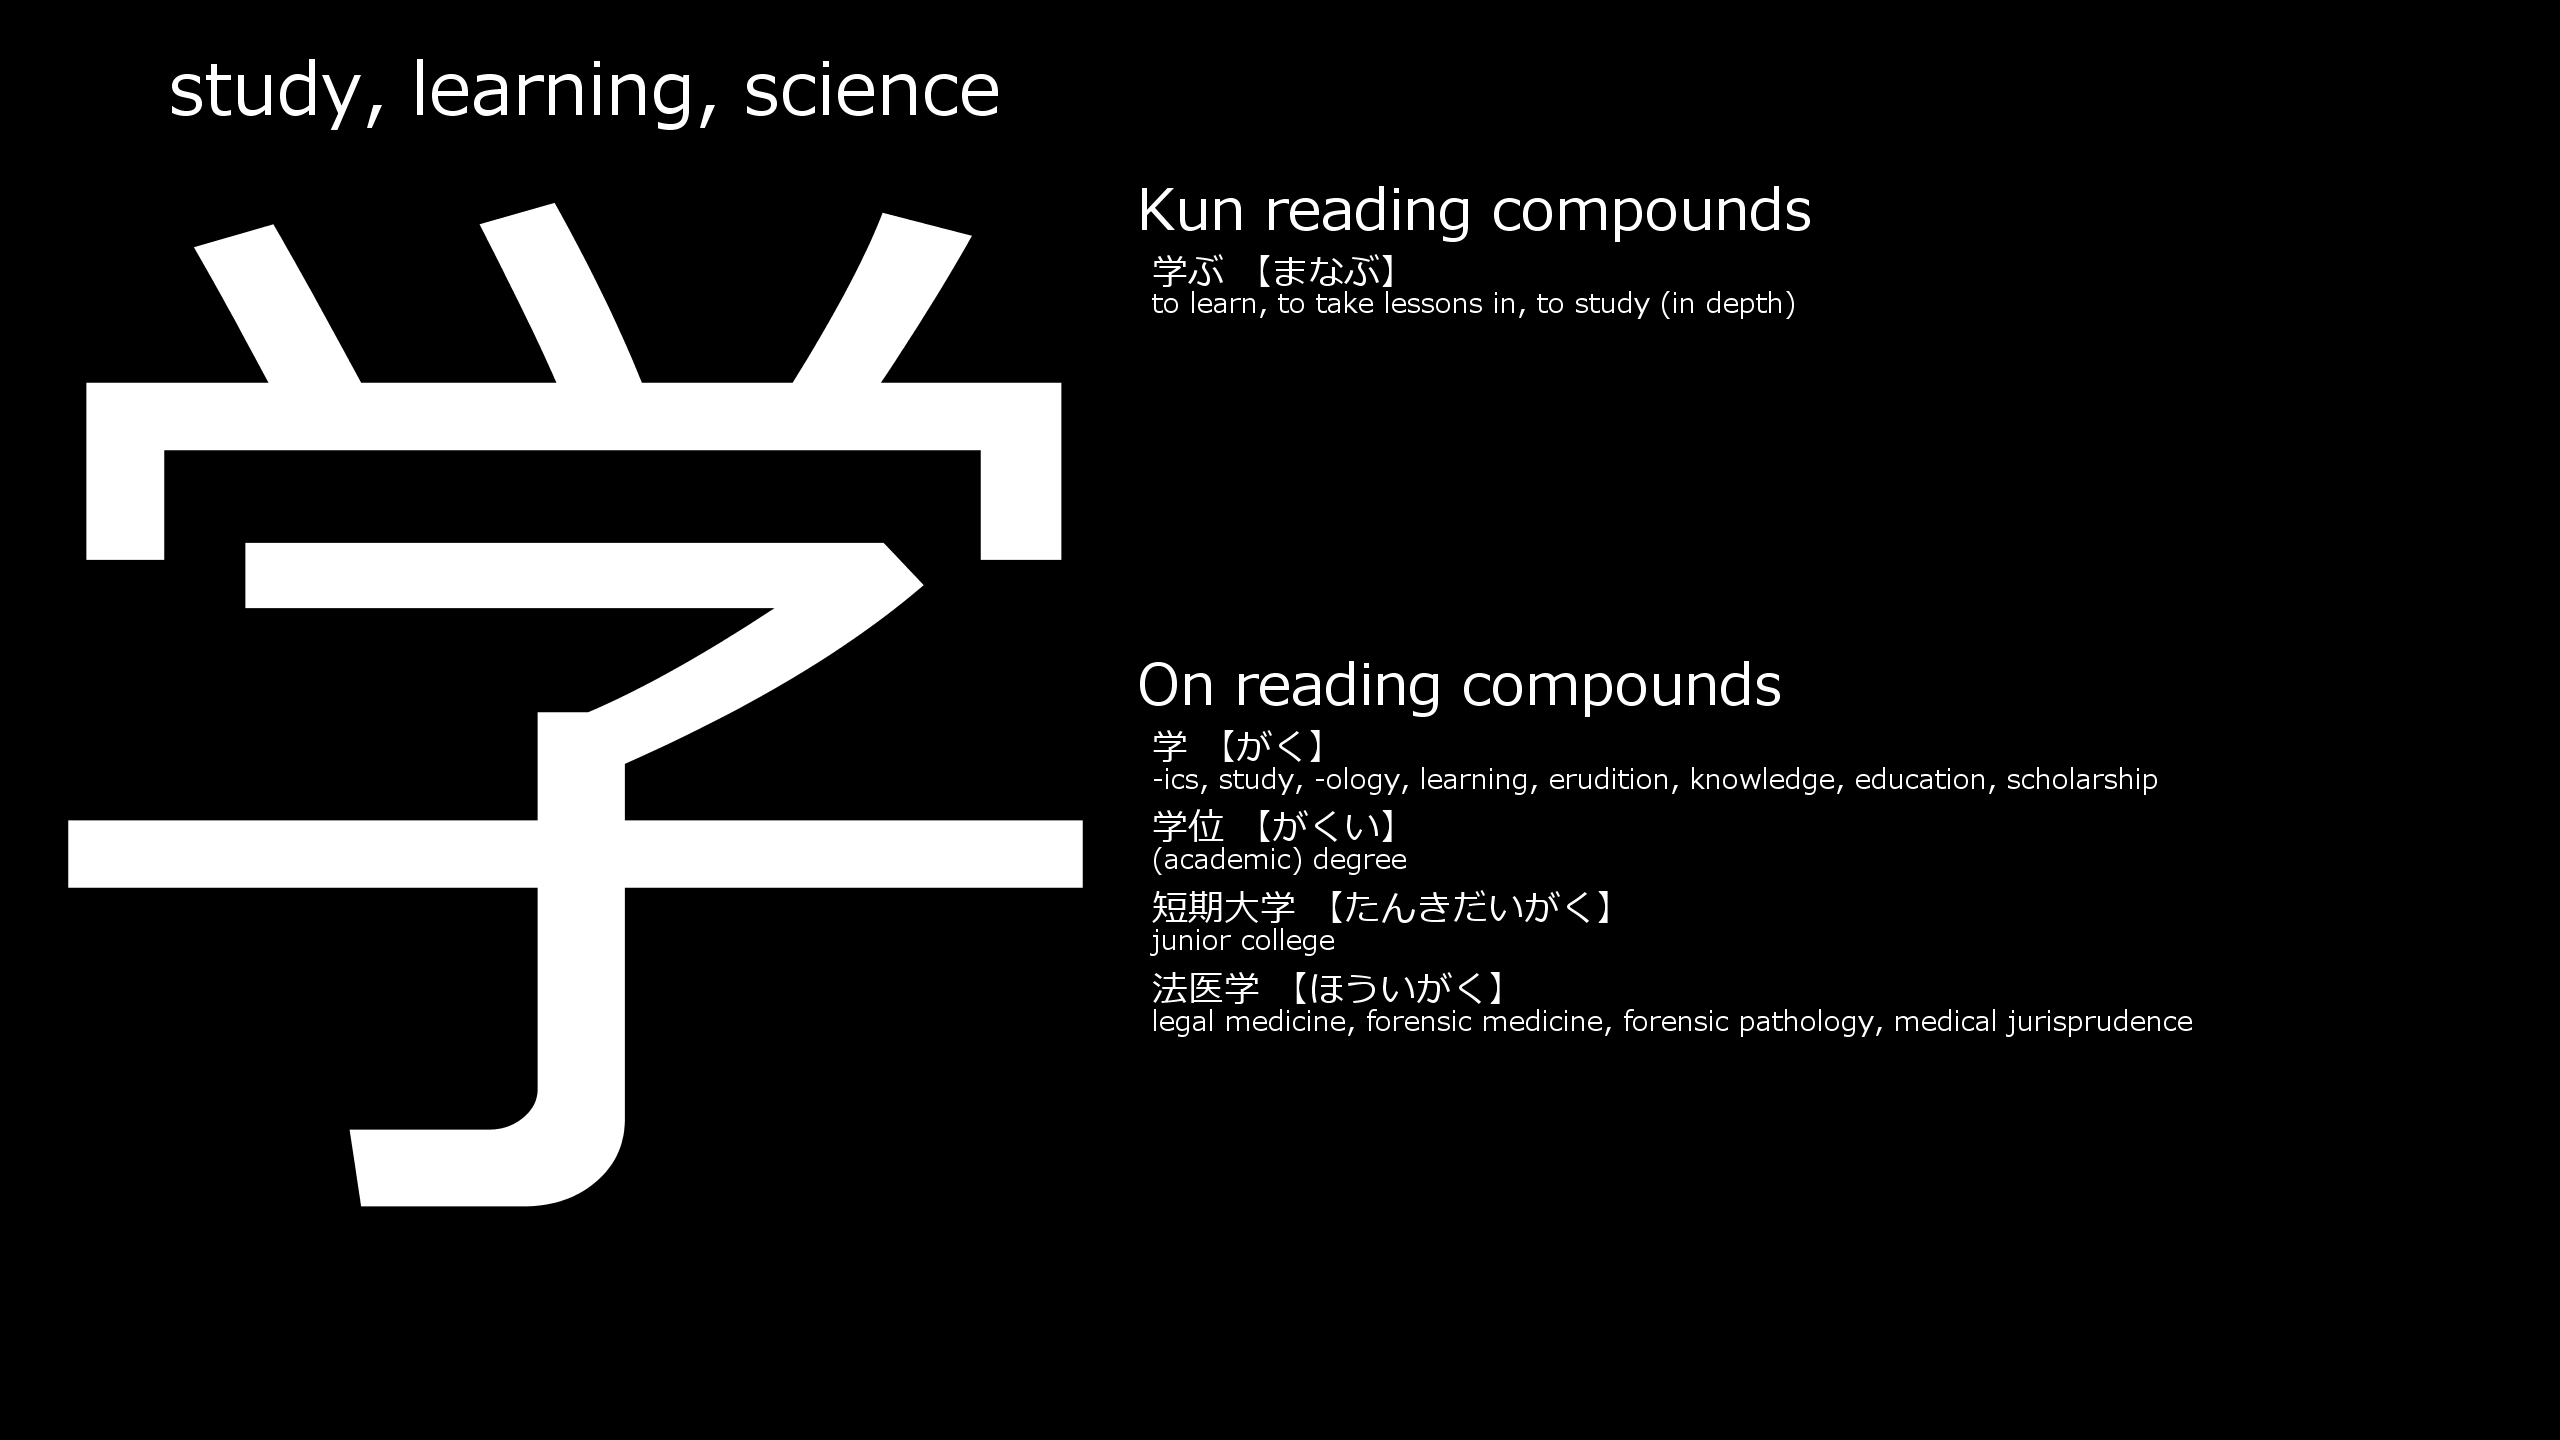 study, learning, science
学
Kun reading compounds
学ぶ 【まなぶ】
to learn, to take lessons in, to study (in depth)
On reading compounds
学 【がく】
-ics, study, -ology, learning, erudition, knowledge, education, scholarship
学位 【がくい】
(academic) degree
短期大学 【たんきだいがく】
junior college
法医学 【ほういがく】
legal medicine, forensic medicine, forensic pathology, medical jurisprudence